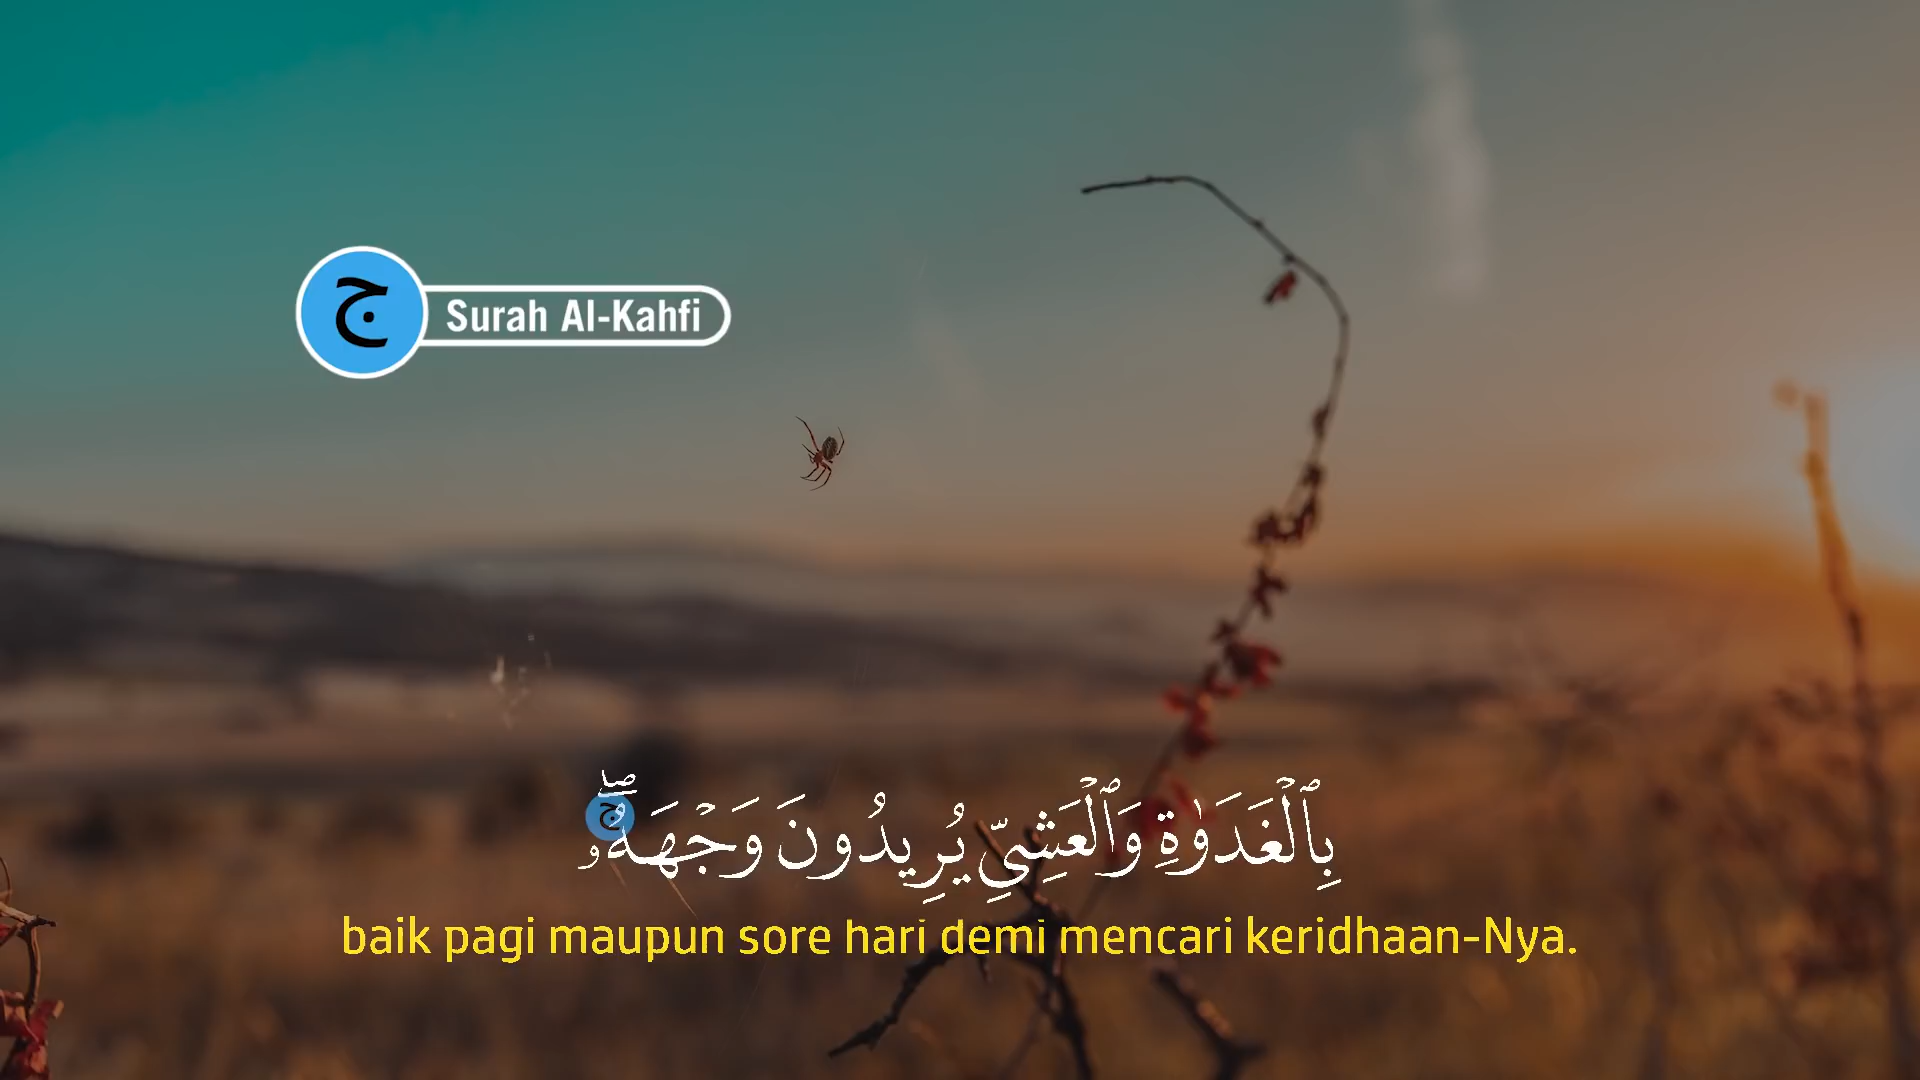 ج
Surah Al-Kahfi
بِٱلْغَدَوٰةِ وَٱلْعَشِيِّ يُرِيدُونَ وَجْهَهُۥ ۖ
ج
baik pagi maupun sore hari demi mencari keridhaan-Nya.